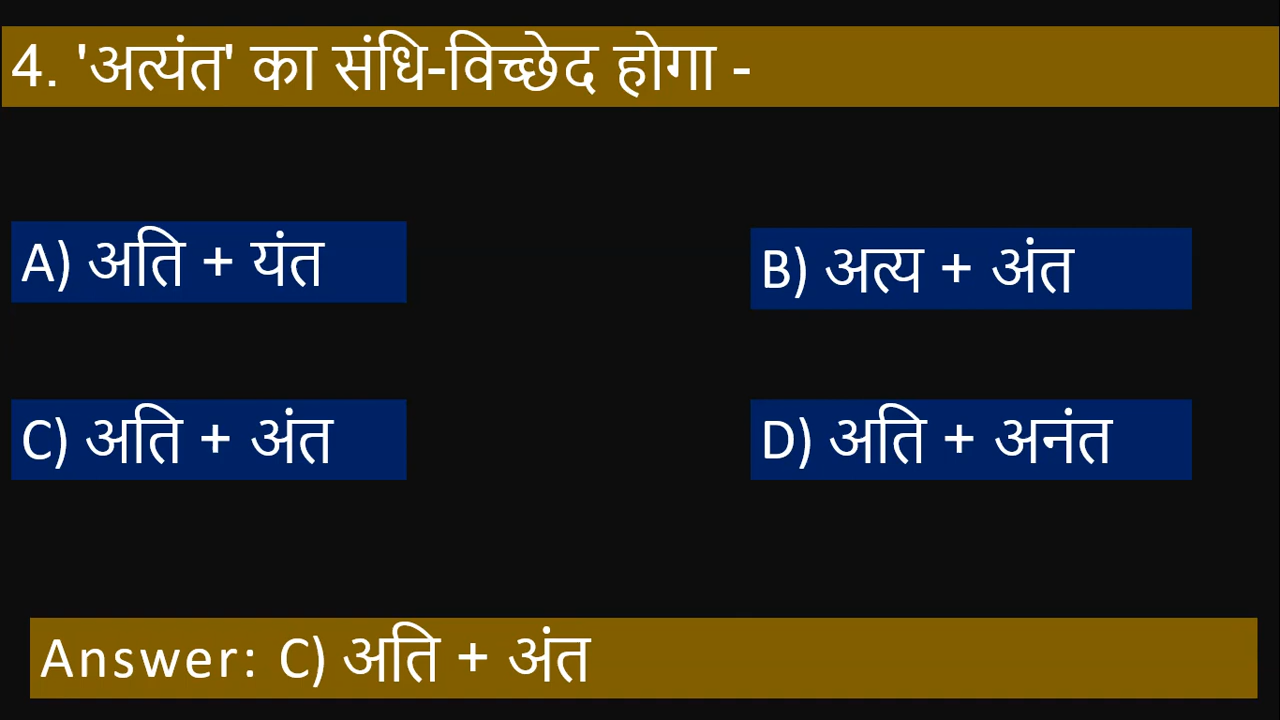 4. 'अत्यंत' का संधि-विच्छेद होगा -
A) अति + यंत
B) अत्य + अंत
C) अति + अंत
D) अति + अनंत
Answer: C) अति + अंत